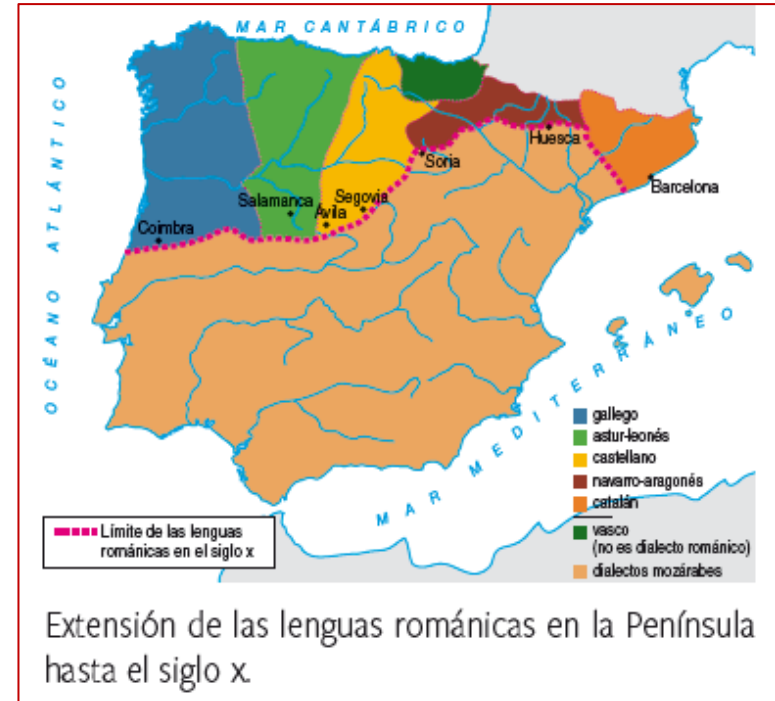 MAR CANTÁBRICO
OCÉANO ATLÁNTICO
Huesca
Soria
Barcelona
Salamanca
Segovia
Ávila
Coimbra
MAR MEDITERRÁNEO
gallego
astur-leonés
castellano
navarro-aragonés
catalán
vasco
(no es dialecto románico)
dialectos mozárabes
Límite de las lenguas
románicas en el siglo x
Extensión de las lenguas románicas en la Península
hasta el siglo x.